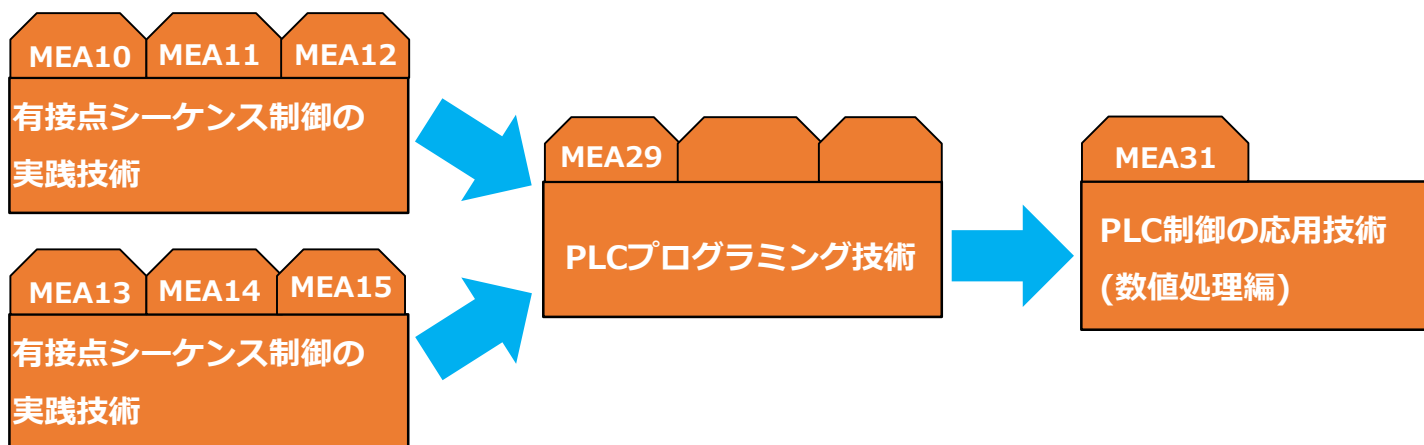 MEA10 MEA11 MEA12
有接点シーケンス制御の
実践技術
MEA13 MEA14 MEA15
有接点シーケンス制御の
実践技術
MEA29
PLCプログラミング技術
MEA31
PLC制御の応用技術
(数値処理編)